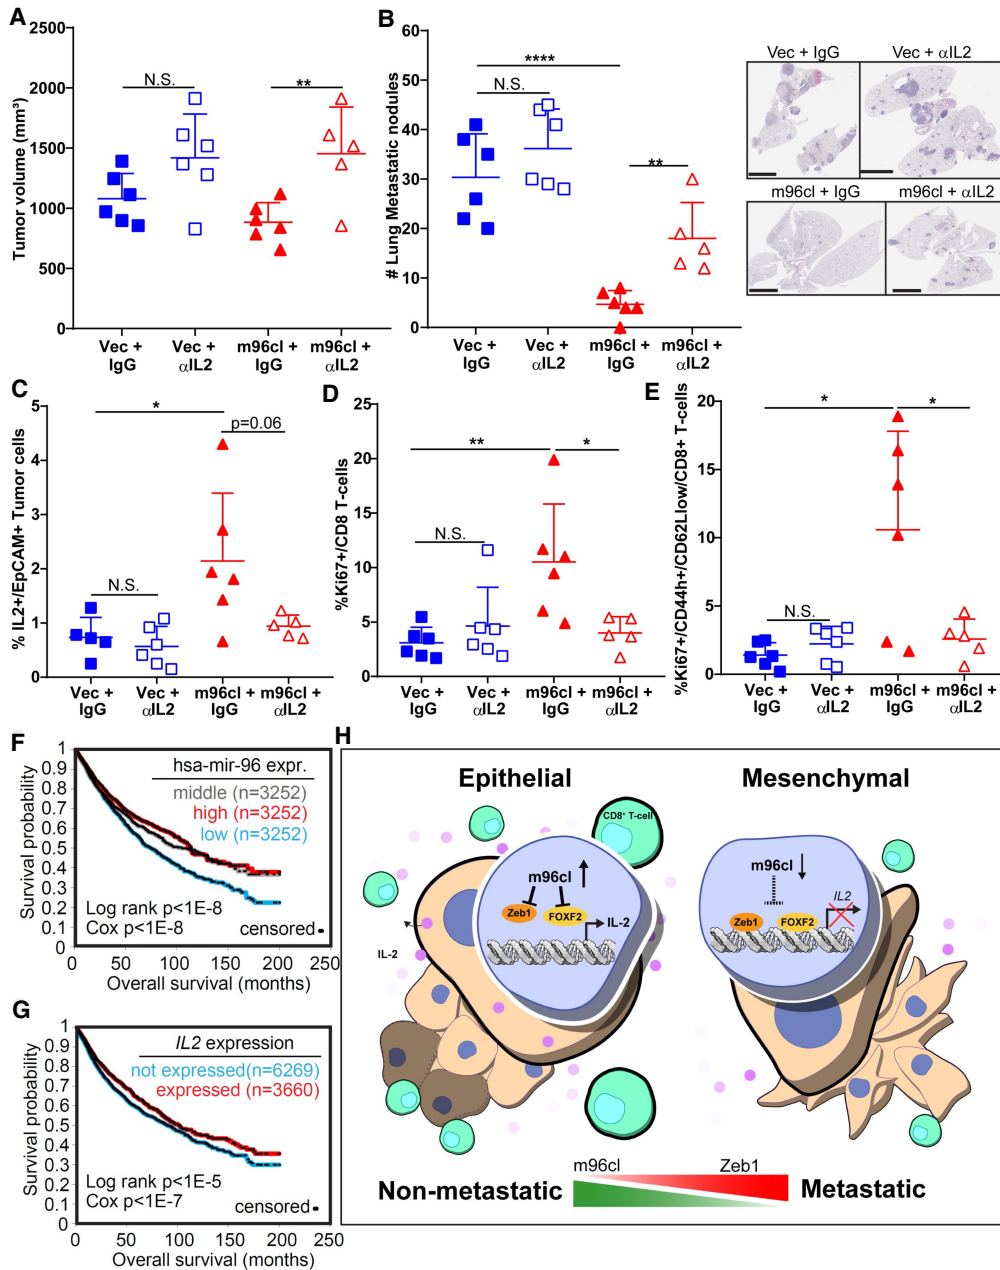 A
Tumor volume (mm³)
2500
2000
1500
1000
500
0
N.S.
**
Vec +
IgG
Vec +
αIL2
m96cl +
IgG
m96cl +
αIL2
B
# Lung Metastatic nodules
60
50
40
30
20
10
0
****
N.S.
**
Vec +
IgG
Vec +
αIL2
m96cl +
IgG
m96cl +
αIL2
Vec + IgG
Vec + αIL2
m96cl + IgG
m96cl + αIL2
C
% IL2+/EpCAM+ Tumor cells
5
4
3
2
1
0
*
p=0.06
N.S.
Vec +
IgG
Vec +
αIL2
m96cl +
IgG
m96cl +
αIL2
D
%Ki67+/CD8 T-cells
25
20
15
10
5
0
**
*
N.S.
Vec +
IgG
Vec +
αIL2
m96cl +
IgG
m96cl +
αIL2
E
%Ki67+/CD44h+/CD62Llow/CD8+ T-cells
20
15
10
5
0
*
*
N.S.
Vec +
IgG
Vec +
αIL2
m96cl +
IgG
m96cl +
αIL2
F
Survival probability
1
0.9
0.8
0.7
0.6
0.5
0.4
0.3
0.2
0.1
0
hsa-mir-96 expr.
middle (n=3252)
high (n=3252)
low (n=3252)
Log rank p<1E-8
Cox p<1E-8
censored
0 50 100 150 200 250
Overall survival (months)
G
Survival probability
1
0.9
0.8
0.7
0.6
0.5
0.4
0.3
0.2
0.1
0
IL2 expression
not expressed(n=6269)
expressed (n=3660)
Log rank p<1E-5
Cox p<1E-7
censored
0 50 100 150 200 250
Overall survival (months)
H
Epithelial
Mesenchymal
CD8⁺ T-cell
m96cl
Zeb1
FOXF2
IL-2
IL-2
m96cl
IL2
Zeb1
FOXF2
m96cl
Zeb1
Non-metastatic
Metastatic